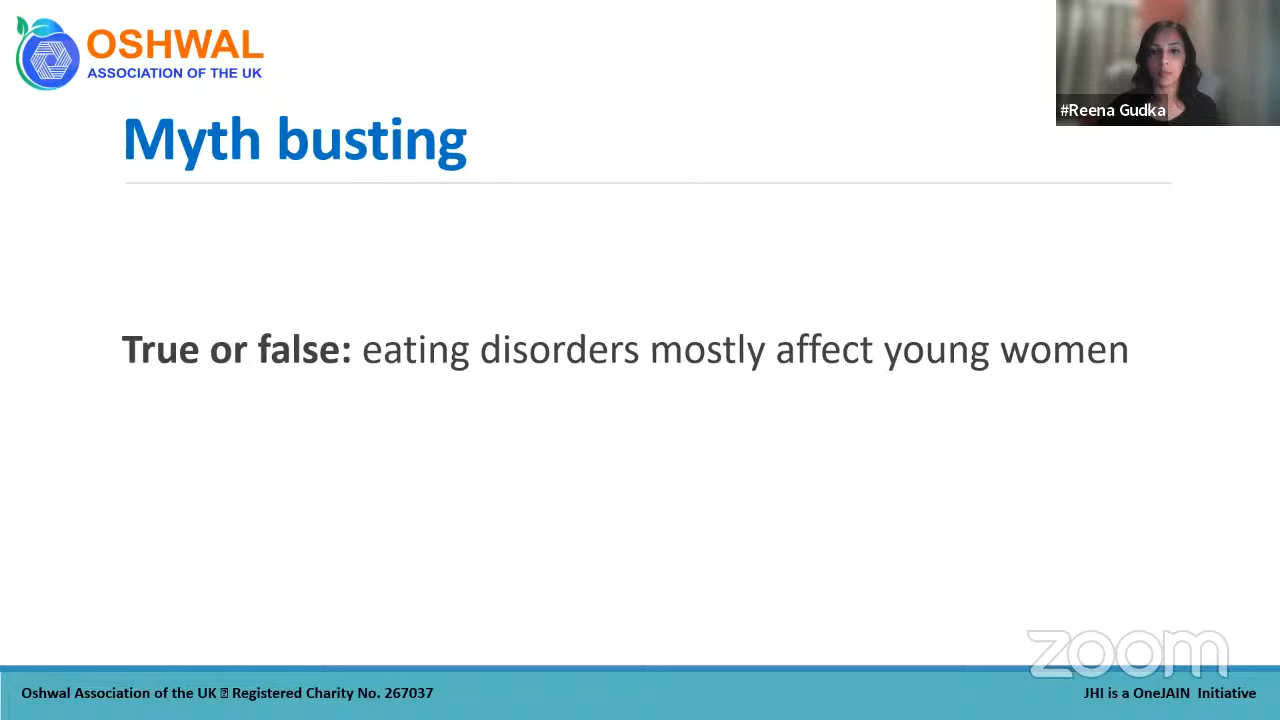 OSHWAL
ASSOCIATION OF THE UK
#Reena Gudka
Myth busting
True or false: eating disorders mostly affect young women
zoom
Oshwal Association of the UK ⍰ Registered Charity No. 267037
JHI is a OneJAIN Initiative